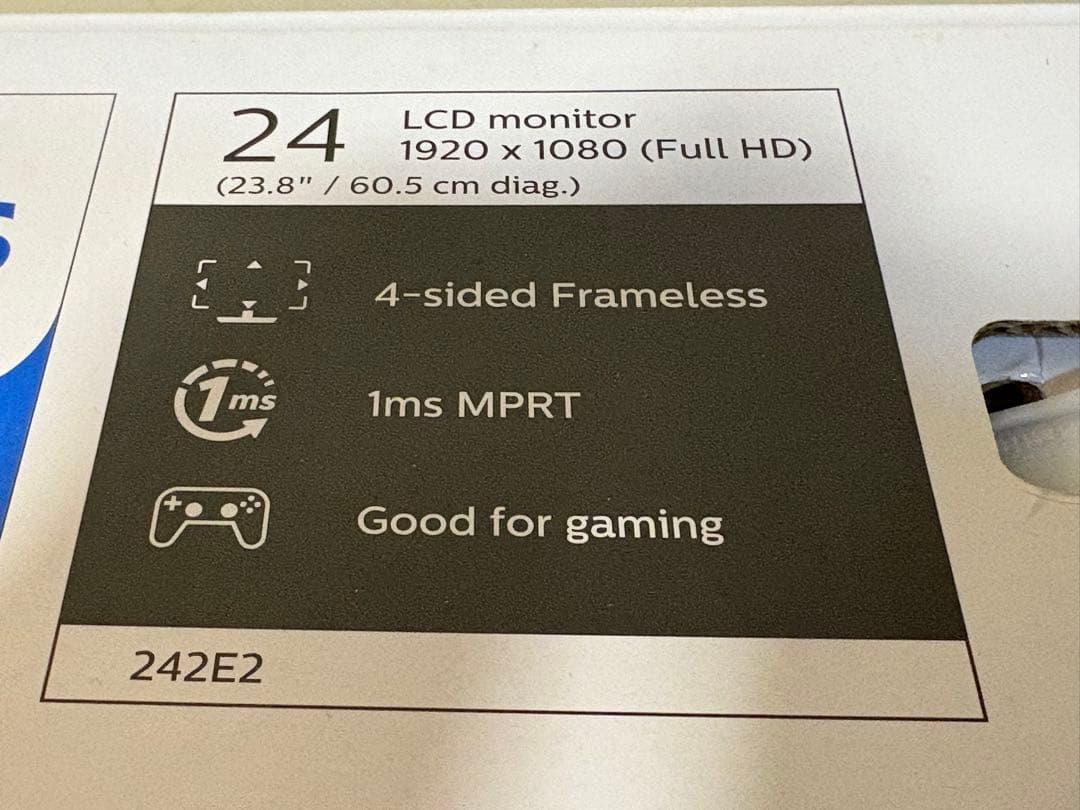 24
LCD monitor
1920 x 1080 (Full HD)
(23.8" / 60.5 cm diag.)
4-sided Frameless
1ms
1ms MPRT
Good for gaming
242E2